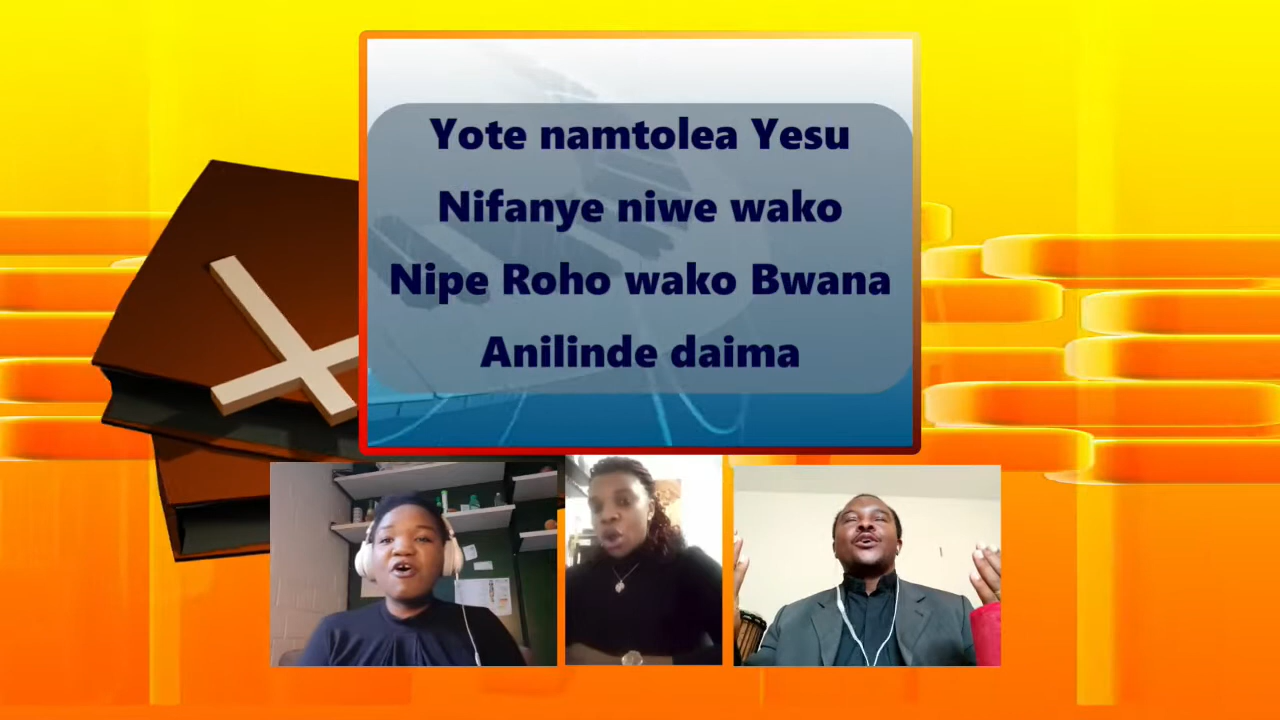 Yote namtolea Yesu
Nifanye niwe wako
Nipe Roho wako Bwana
Anilinde daima